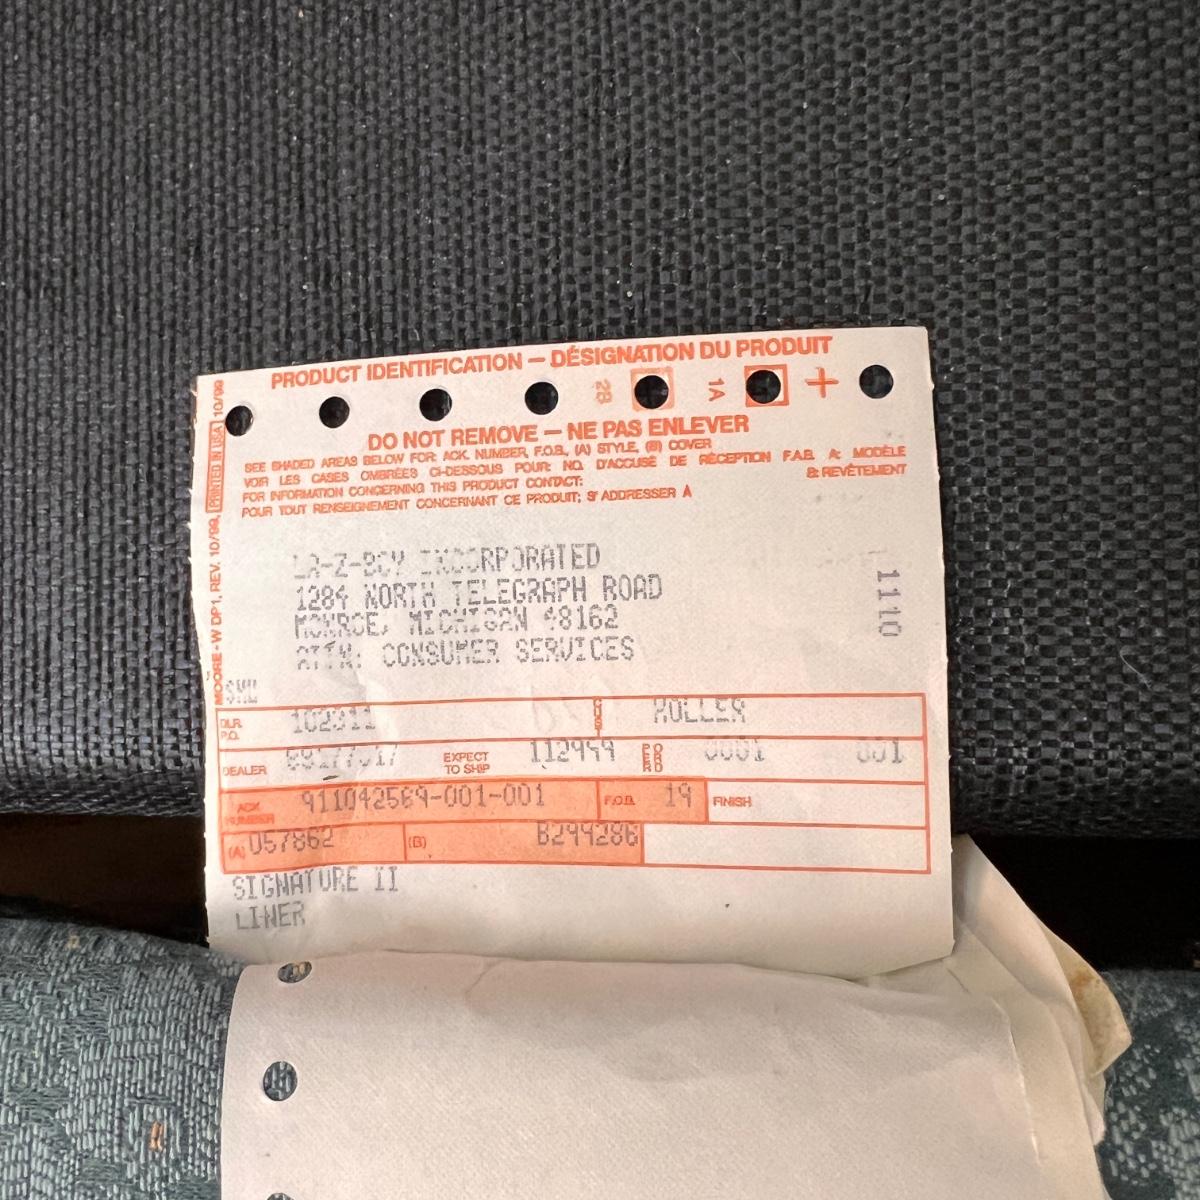 PRODUCT IDENTIFICATION – DÉSIGNATION DU PRODUIT
2B 1A +
DO NOT REMOVE – NE PAS ENLEVER
SEE SHADED AREAS BELOW FOR: ACK. NUMBER, F.O.B., (A) STYLE, (B) COVER
VOIR LES CASES OMBRÉES CI-DESSOUS POUR: NO. D'ACCUSÉ DE RÉCEPTION F.A.B. A: MODÈLE
B: REVÊTEMENT
FOR INFORMATION CONCERNING THIS PRODUCT CONTACT:
POUR TOUT RENSEIGNEMENT CONCERNANT CE PRODUIT; S' ADDRESSER À
MOORE - W DP1, REV. 10/99, PRINTED IN USA 10/99
LA-Z-BOY INCORPORATED
1284 NORTH TELEGRAPH ROAD
MONROE, MICHIGAN 48162
ATTN: CONSUMER SERVICES
1110
DLR. P.O. 102311 CUS
DEALER EXPECT TO SHIP 112999 001
ACK NUMBER 911042569-001-001 F.O.B. 19 FINISH
(A) 057862 (B) B299286
SIGNATURE II
LINER